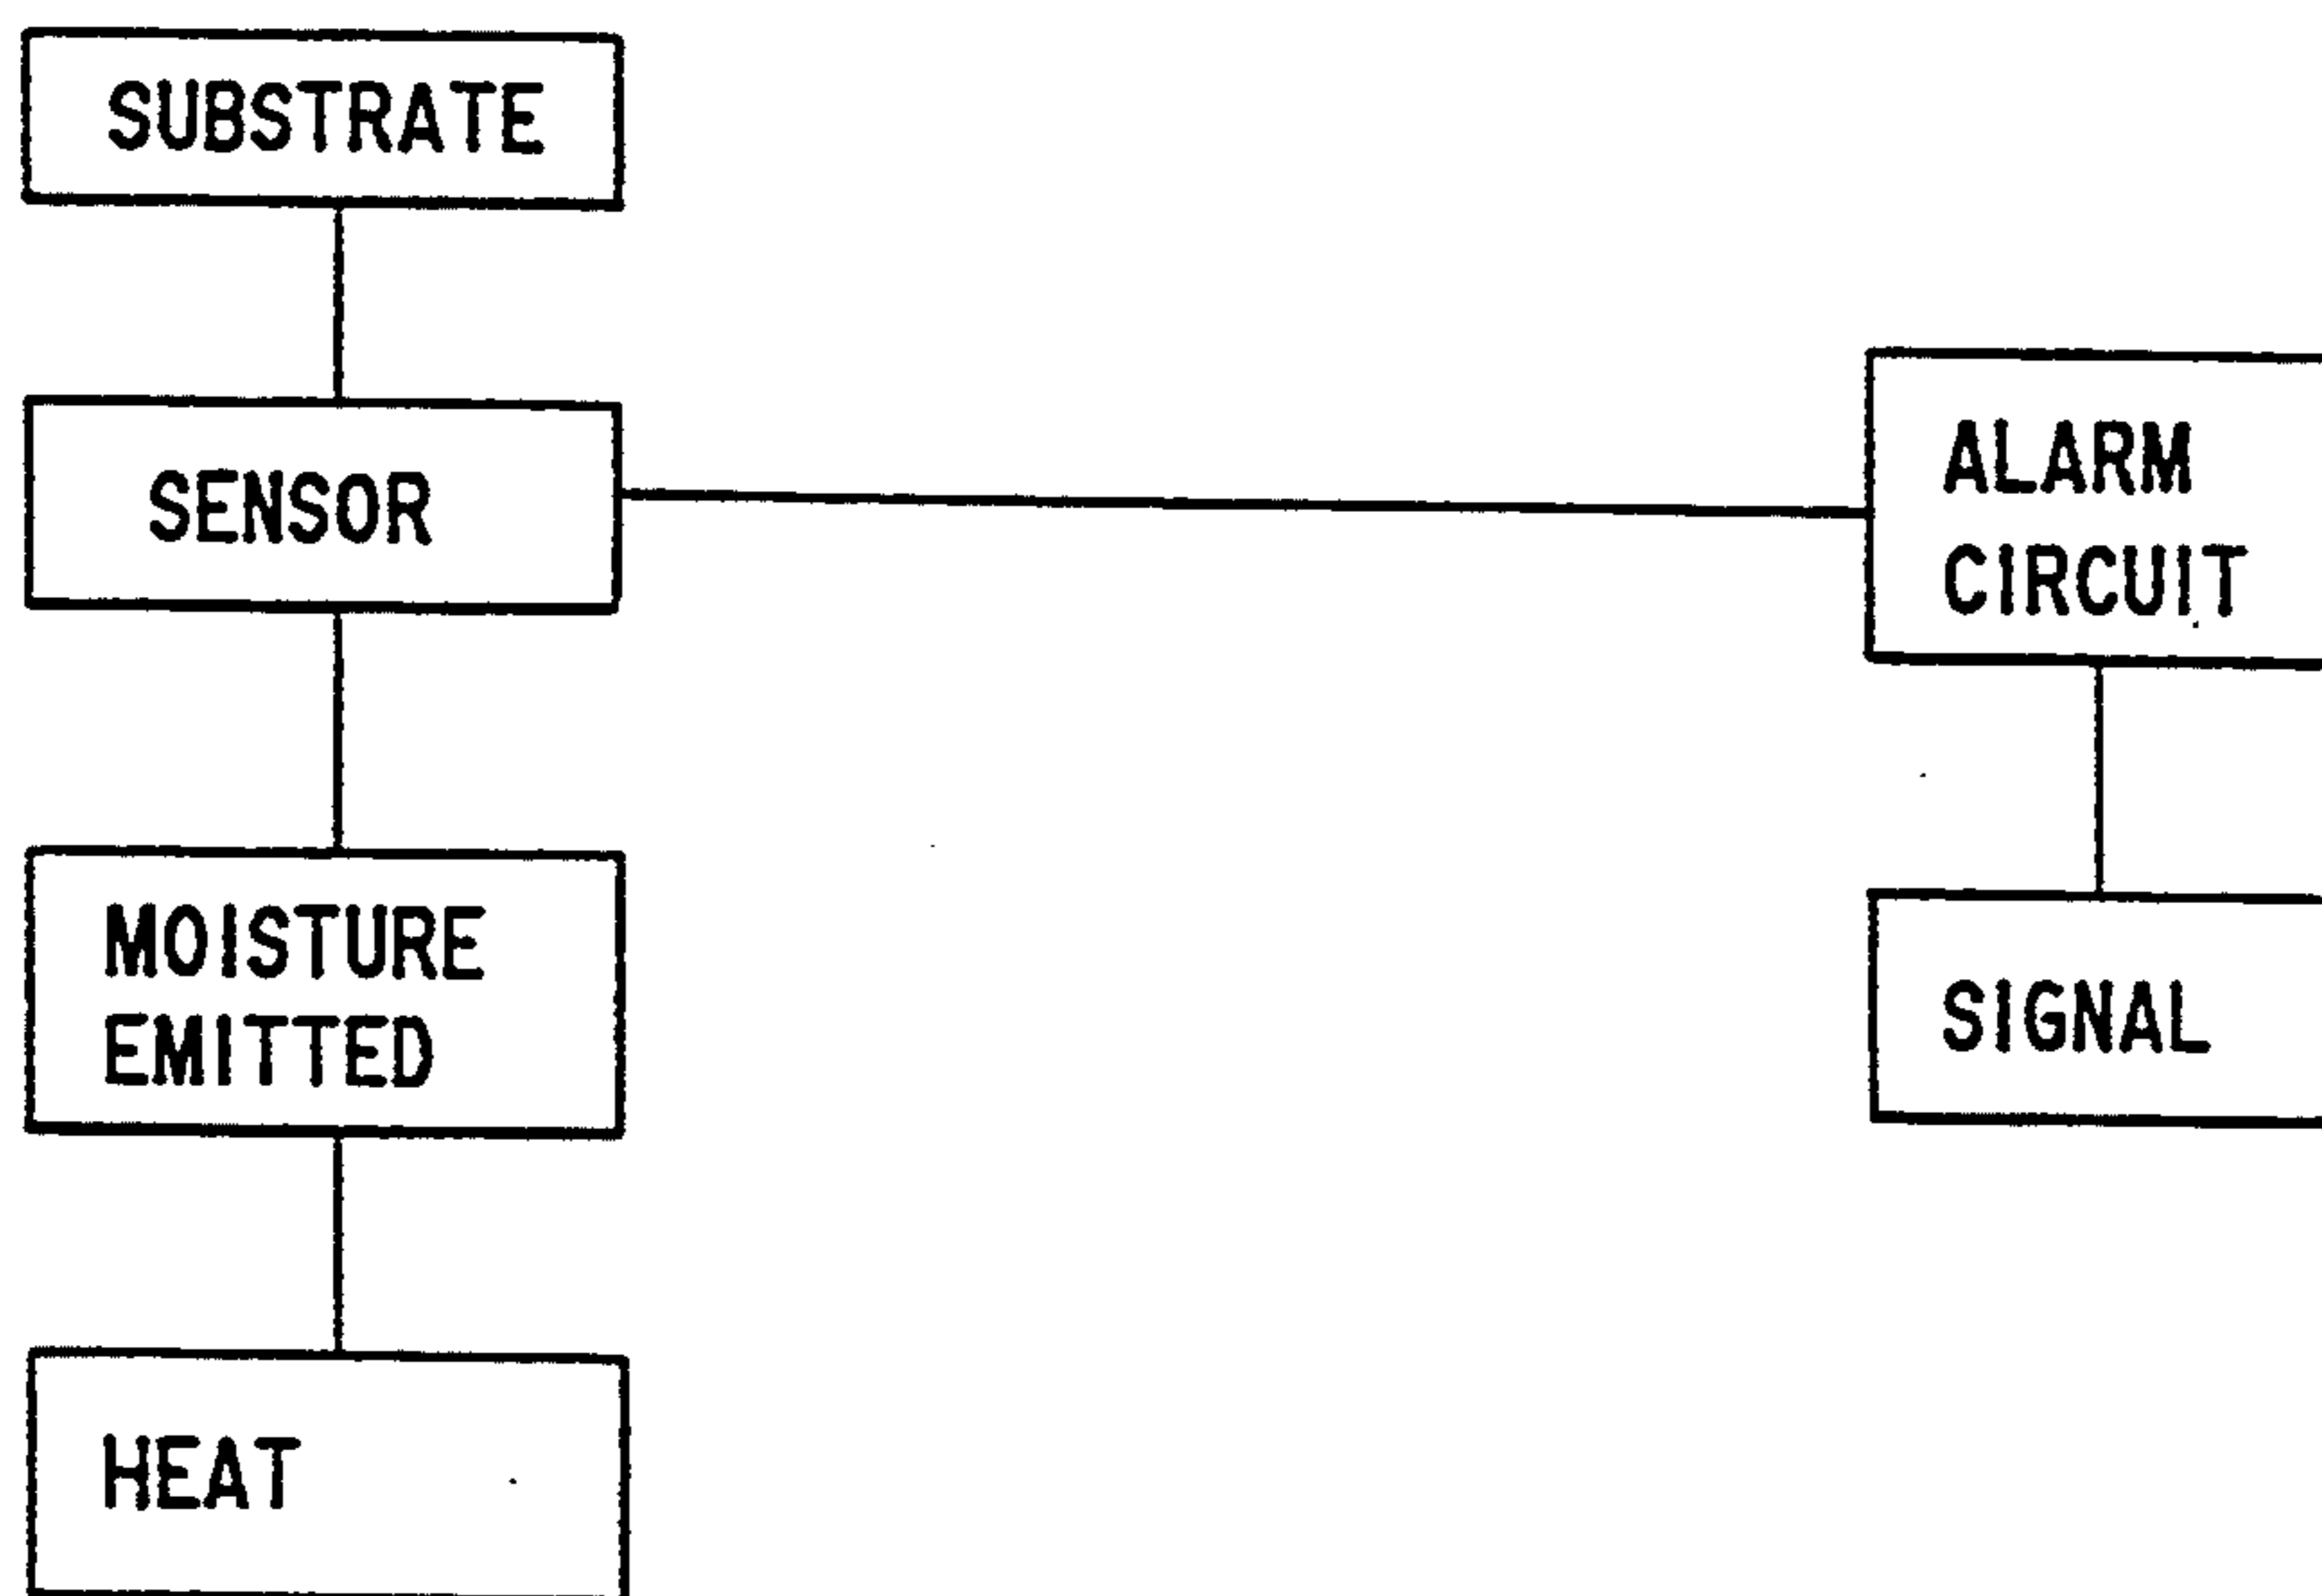 SUBSTRATE
SENSOR
MOISTURE
EMITTED
HEAT
ALARM
CIRCUIT
SIGNAL